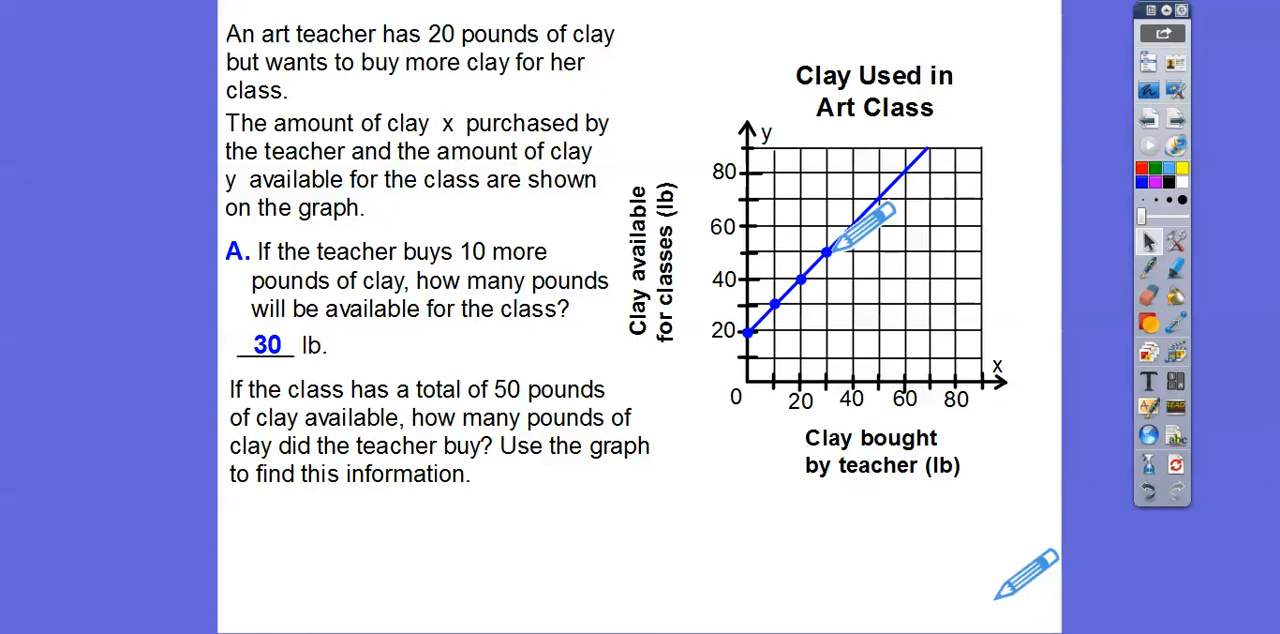 An art teacher has 20 pounds of clay
but wants to buy more clay for her
class.
The amount of clay x purchased by
the teacher and the amount of clay
y available for the class are shown
on the graph.
A. If the teacher buys 10 more
pounds of clay, how many pounds
will be available for the class?
30 lb.
If the class has a total of 50 pounds
of clay available, how many pounds of
clay did the teacher buy? Use the graph
to find this information.
Clay Used in
Art Class
y
80
60
40
20
0
20 40 60 80
x
Clay available
for classes (lb)
Clay bought
by teacher (lb)
T
abc